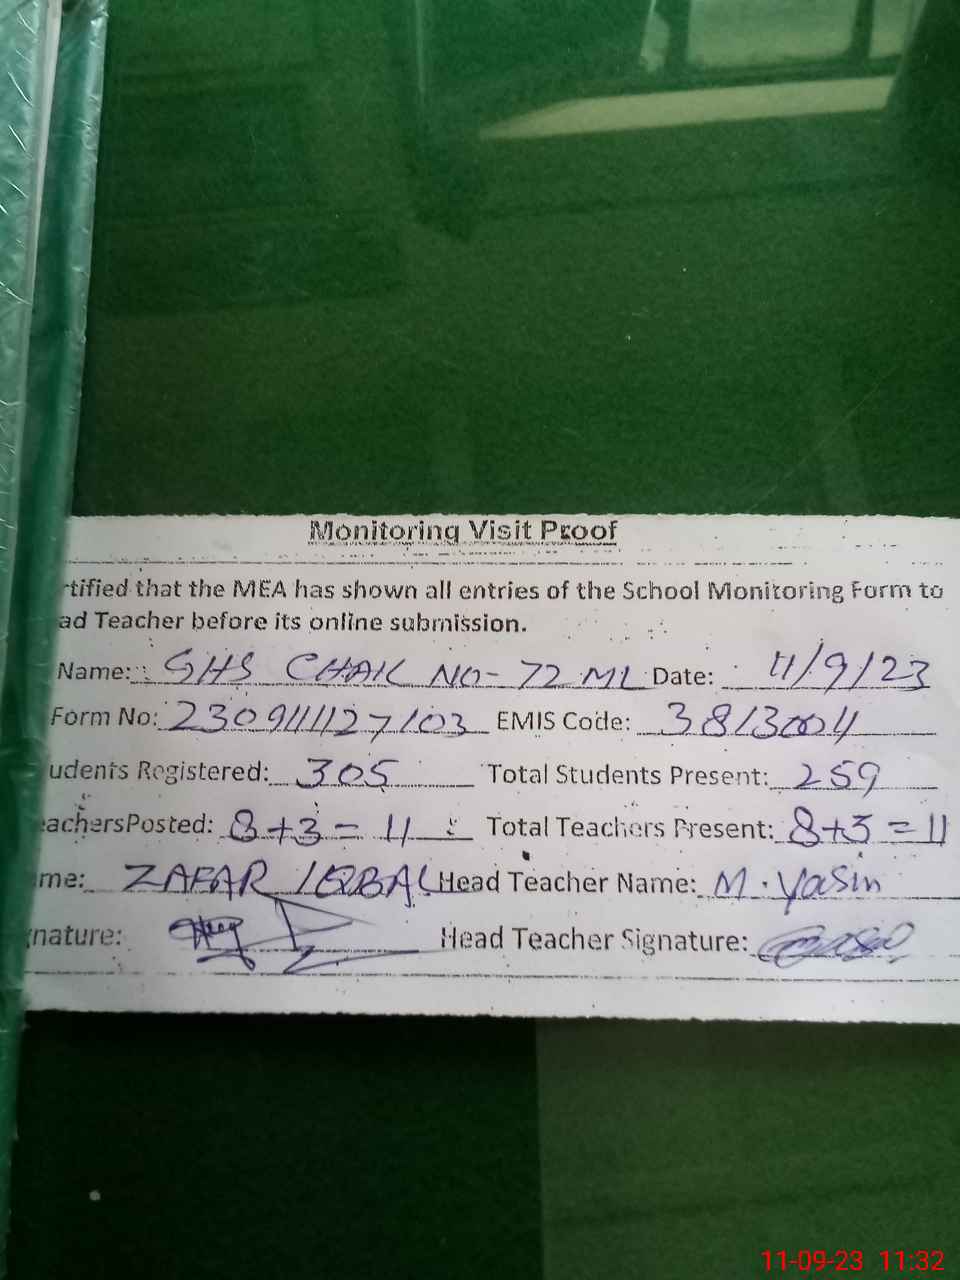 Monitoring Visit Proof
rtified that the MEA has shown all entries of the School Monitoring Form to
ad Teacher before its online submission.
Name: GHS CHAK NO- 72 ML Date: 11/9/23
Form No: 230911127103 EMIS Code: 38130011
udents Registered: 305 Total Students Present: 259
eachersPosted: 8+3=11 Total Teachers Present: 8+3=11
me: ZAFAR IQBAL Head Teacher Name: M. Yasin
nature: Head Teacher Signature:
11-09-23 11:32